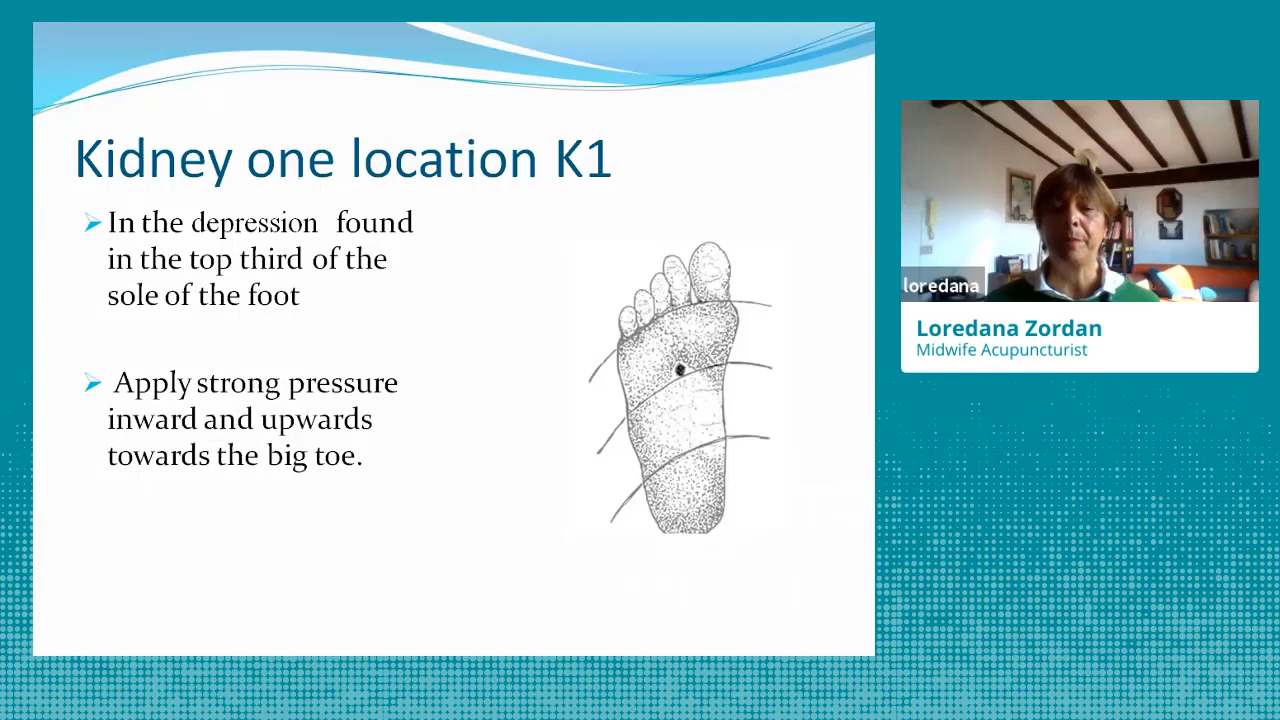 Kidney one location K1
In the depression found
in the top third of the
sole of the foot
Apply strong pressure
inward and upwards
towards the big toe.
loredana
Loredana Zordan
Midwife Acupuncturist